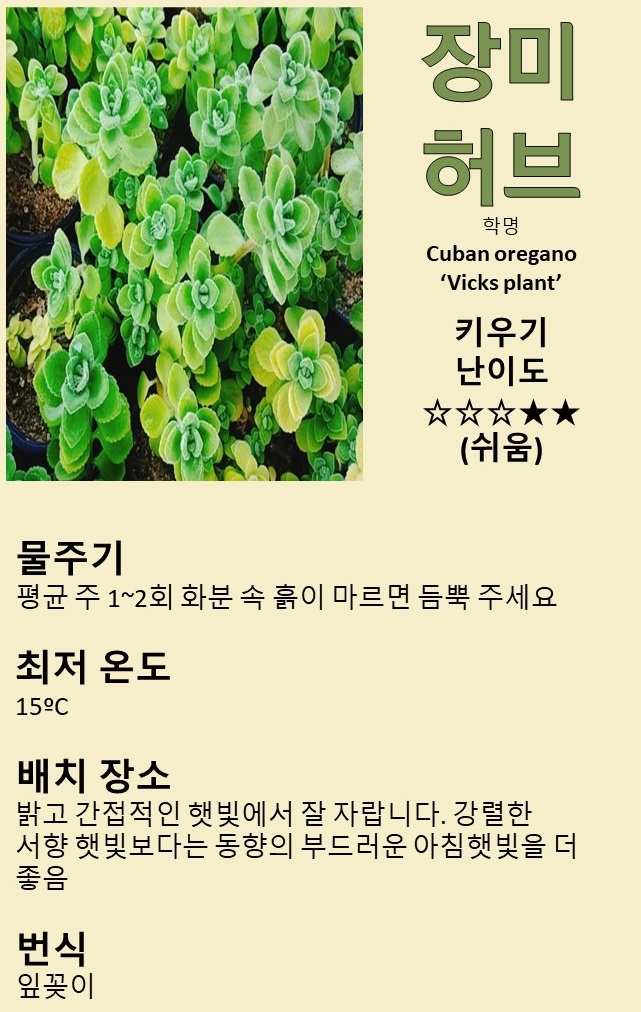 장미
허브
학명
Cuban oregano
‘Vicks plant’
키우기
난이도
☆☆☆★★
(쉬움)
물주기
평균 주 1~2회 화분 속 흙이 마르면 듬뿍 주세요
최저 온도
15ºC
배치 장소
밝고 간접적인 햇빛에서 잘 자랍니다. 강렬한
서향 햇빛보다는 동향의 부드러운 아침햇빛을 더
좋음
번식
잎꽂이